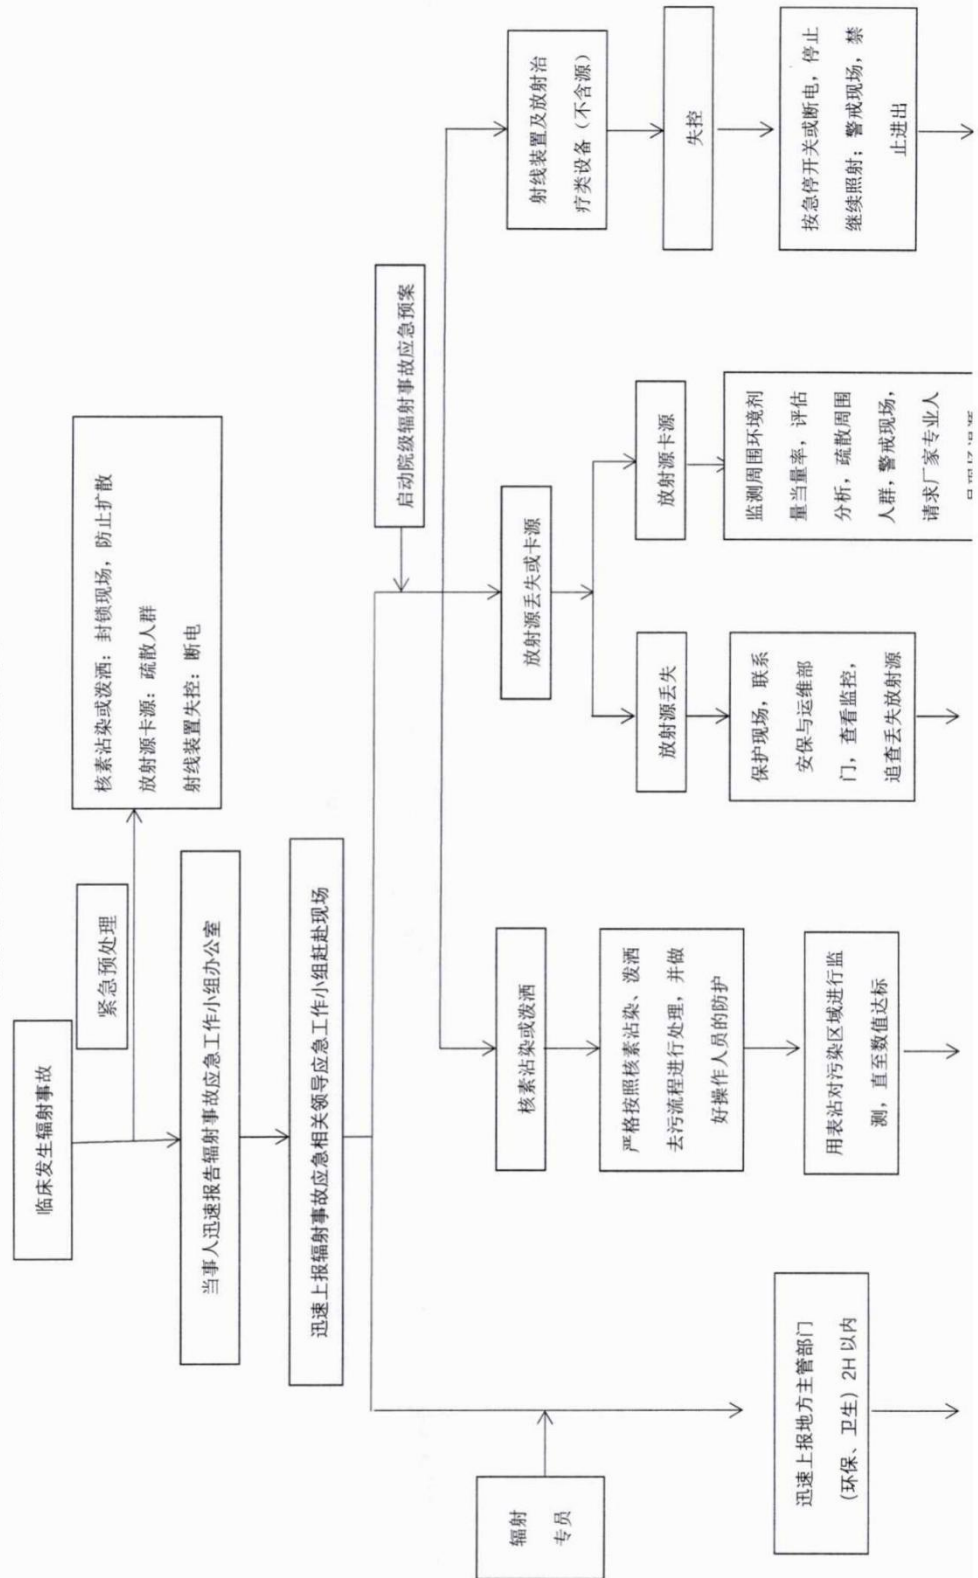 临床发生辐射事故
紧急预处理
核素沾染或泼洒：封锁现场，防止扩散
放射源卡源：疏散人群
射线装置失控：断电
当事人迅速报告辐射事故应急工作小组办公室
迅速上报辐射事故应急相关领导应急工作小组赶赴现场
启动院级辐射事故应急预案
辐射
专员
迅速上报地方主管部门
（环保、卫生）2H 以内
核素沾染或泼洒
严格按照核素沾染、泼洒
去污流程进行处理，并做
好操作人员的防护
用表沾对污染区域进行监
测，直至数值达标
放射源丢失或卡源
放射源丢失
保护现场，联系
安保与运维部
门，查看监控，
追查丢失放射源
放射源卡源
监测周围环境剂
量当量率，评估
分析，疏散周围
人群，警戒现场，
请求厂家专业人
射线装置及放射治
疗类设备（不含源）
失控
按急停开关或断电，停止
继续照射；警戒现场，禁
止进出